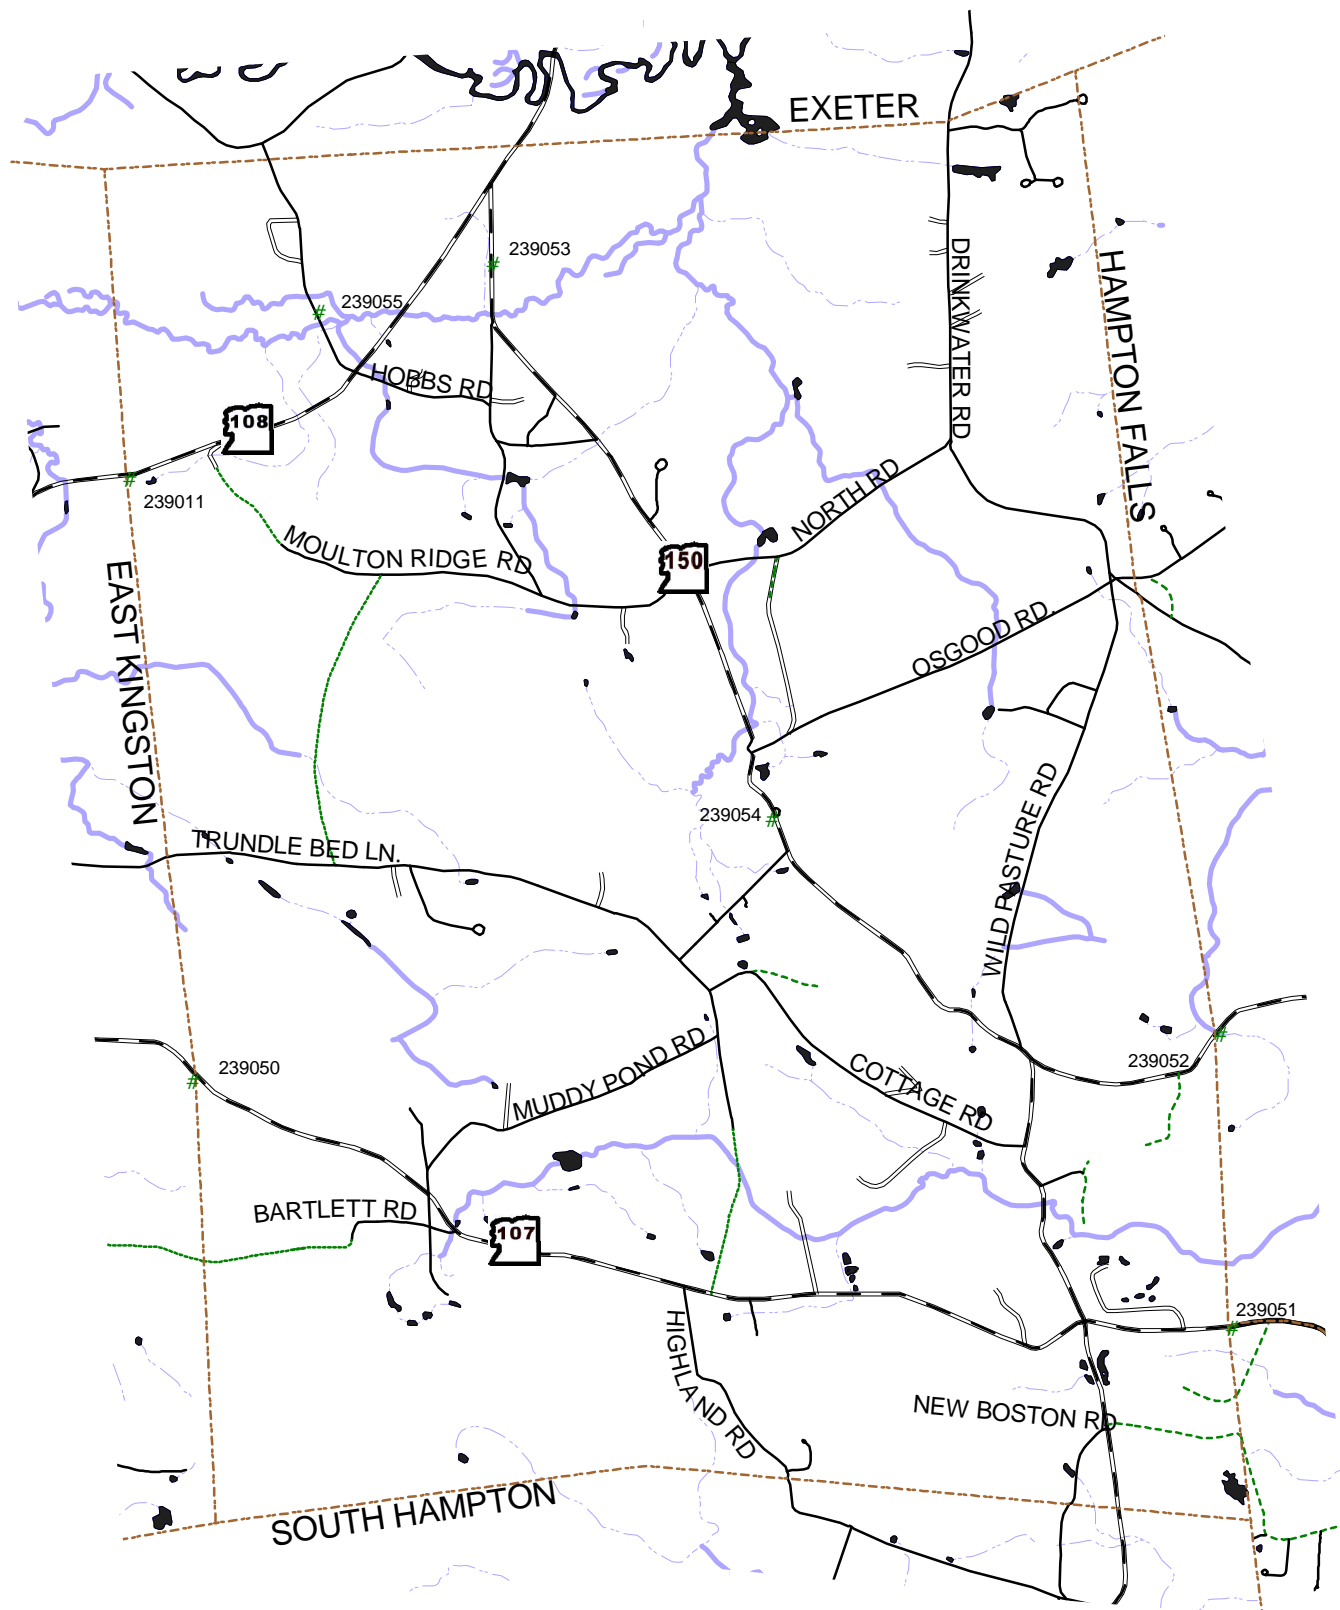 EXETER
DRINKWATER RD
HAMPTON FALLS
239053
239055
HOBBS RD
108
239011
NORTH RD
MOULTON RIDGE RD
150
EAST KINGSTON
OSGOOD RD.
WILD PASTURE RD
239054
TRUNDLE BED LN.
239050
MUDDY POND RD
COTTAGE RD
239052
BARTLETT RD
107
239051
HIGHLAND RD
NEW BOSTON RD
SOUTH HAMPTON